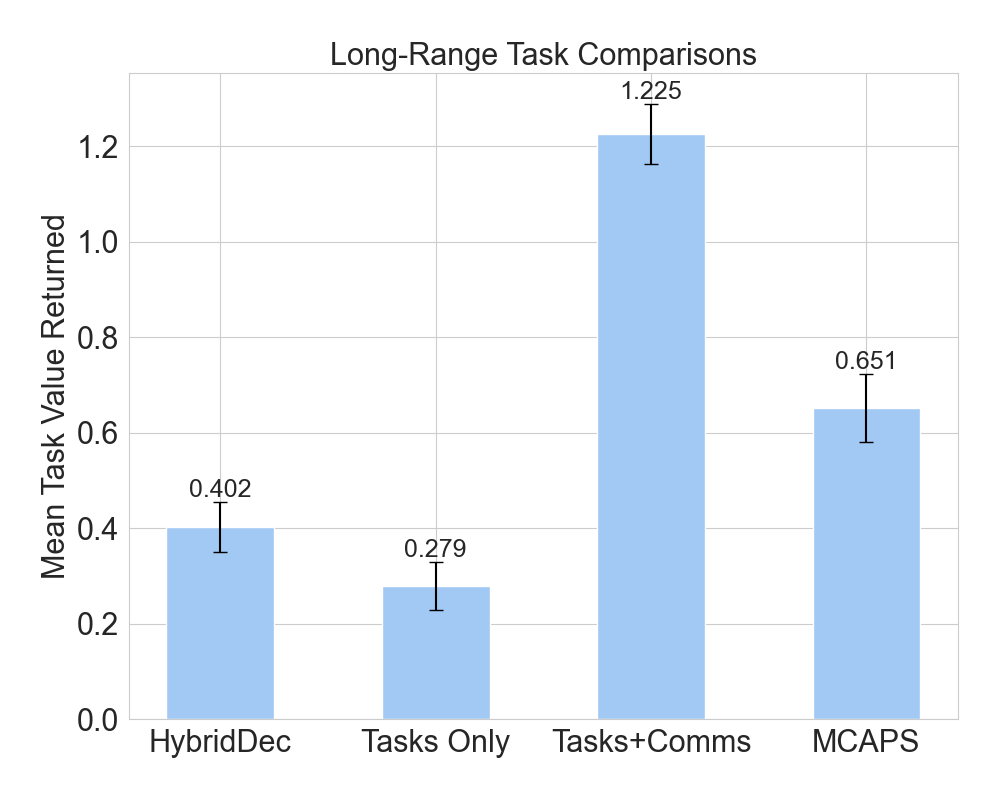 Long-Range Task Comparisons
Mean Task Value Returned
1.2
1.0
0.8
0.6
0.4
0.2
0.0
0.402
0.279
1.225
0.651
HybridDec
Tasks Only
Tasks+Comms
MCAPS